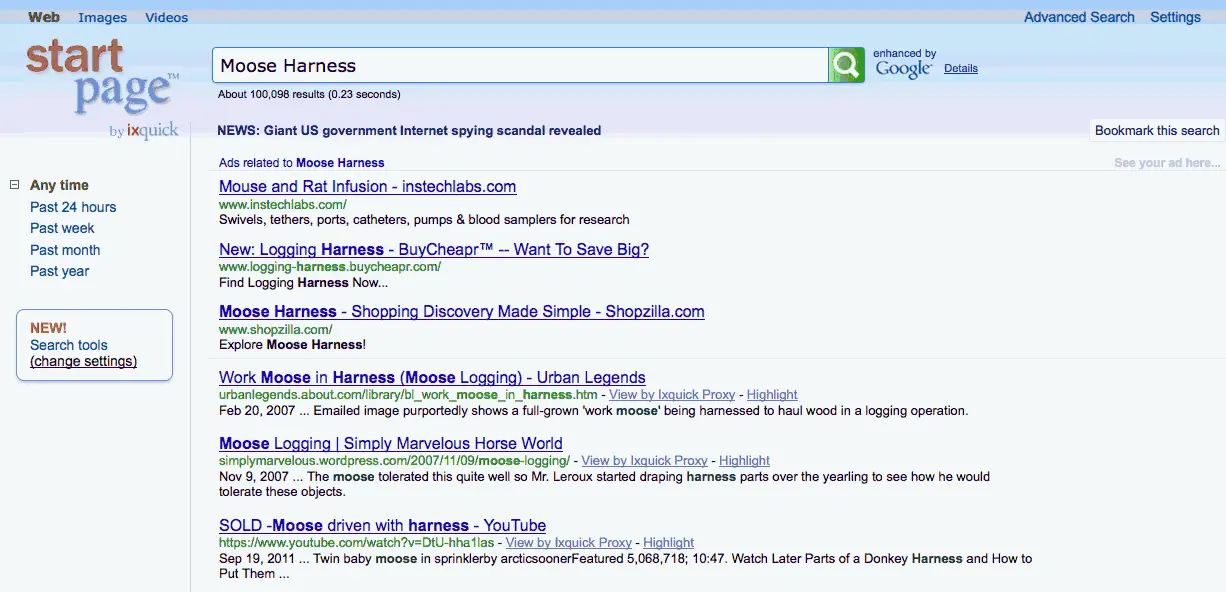 Web Images Videos Advanced Search Settings
start
page™
by ixquick
Moose Harness
enhanced by
Google Details
About 100,098 results (0.23 seconds)
NEWS: Giant US government Internet spying scandal revealed
Bookmark this search
Ads related to Moose Harness
See your ad here...
Any time
Past 24 hours
Past week
Past month
Past year
NEW!
Search tools
(change settings)
Mouse and Rat Infusion - instechlabs.com
www.instechlabs.com/
Swivels, tethers, ports, catheters, pumps & blood samplers for research
New: Logging Harness - BuyCheapr™ -- Want To Save Big?
www.logging-harness.buycheapr.com/
Find Logging Harness Now...
Moose Harness - Shopping Discovery Made Simple - Shopzilla.com
www.shopzilla.com/
Explore Moose Harness!
Work Moose in Harness (Moose Logging) - Urban Legends
urbanlegends.about.com/library/bl_work_moose_in_harness.htm - View by Ixquick Proxy - Highlight
Feb 20, 2007 ... Emailed image purportedly shows a full-grown 'work moose' being harnessed to haul wood in a logging operation.
Moose Logging | Simply Marvelous Horse World
simplymarvelous.wordpress.com/2007/11/09/moose-logging/ - View by Ixquick Proxy - Highlight
Nov 9, 2007 ... The moose tolerated this quite well so Mr. Leroux started draping harness parts over the yearling to see how he would
tolerate these objects.
SOLD -Moose driven with harness - YouTube
https://www.youtube.com/watch?v=DtU-hha1las - View by Ixquick Proxy - Highlight
Sep 19, 2011 ... Twin baby moose in sprinklerby arcticsoonerFeatured 5,068,718; 10:47. Watch Later Parts of a Donkey Harness and How to
Put Them ...